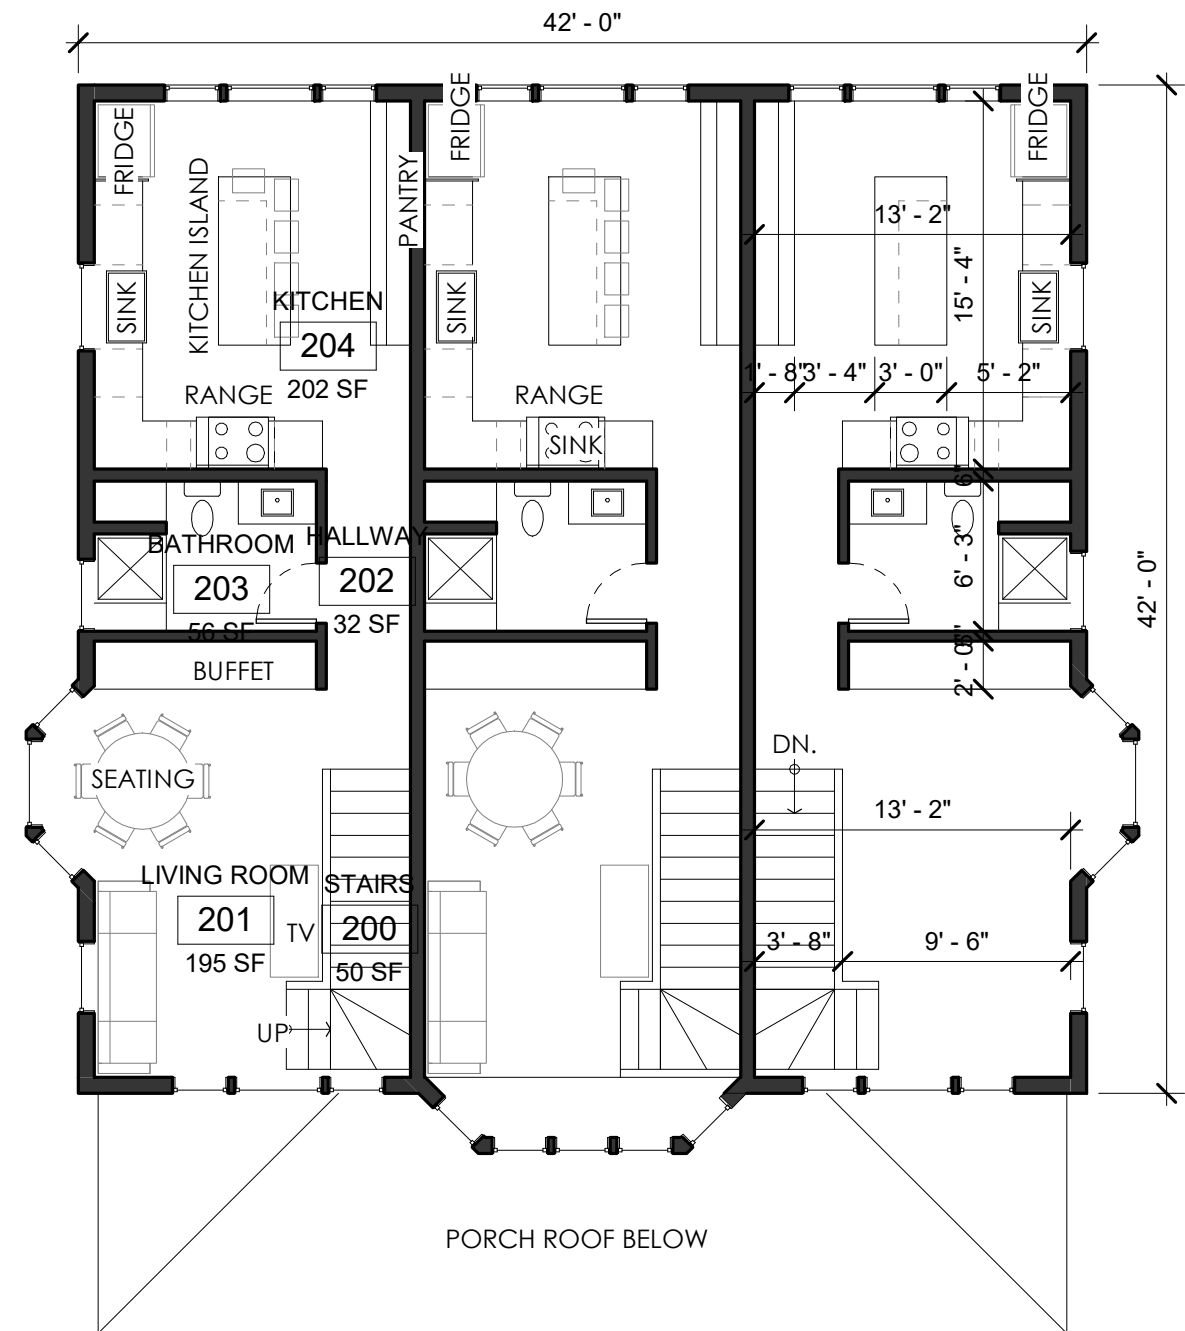 42' - 0"
FRIDGE
FRIDGE
FRIDGE
KITCHEN ISLAND
PANTRY
13' - 2"
15' - 4"
SINK
SINK
SINK
KITCHEN
204
202 SF
1' - 8"
3' - 4"
3' - 0"
5' - 2"
RANGE
RANGE
SINK
6"
BATHROOM
203
56 SF
HALLWAY
202
32 SF
6' - 3"
42' - 0"
BUFFET
2' - 0"
DN.
SEATING
13' - 2"
LIVING ROOM
201
195 SF
TV
STAIRS
200
50 SF
3' - 8"
9' - 6"
UP
PORCH ROOF BELOW